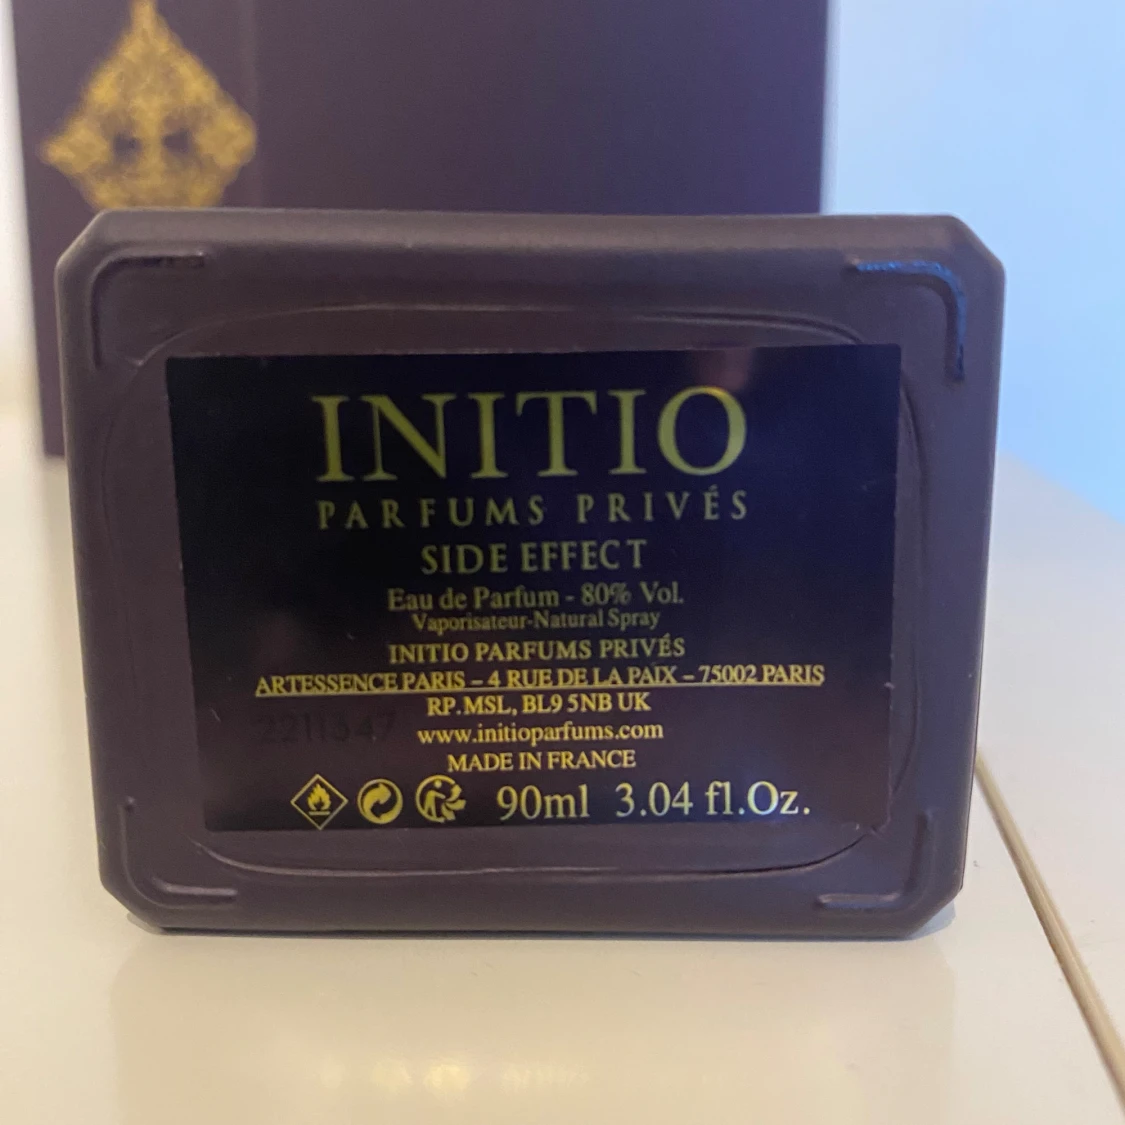 INITIO
PARFUMS PRIVÉS
SIDE EFFECT
Eau de Parfum - 80% Vol.
Vaporisateur-Natural Spray
INITIO PARFUMS PRIVÉS
ARTESSENCE PARIS – 4 RUE DE LA PAIX – 75002 PARIS
RP.MSL, BL9 5NB UK
2211347
www.initioparfums.com
MADE IN FRANCE
90ml 3.04 fl.Oz.